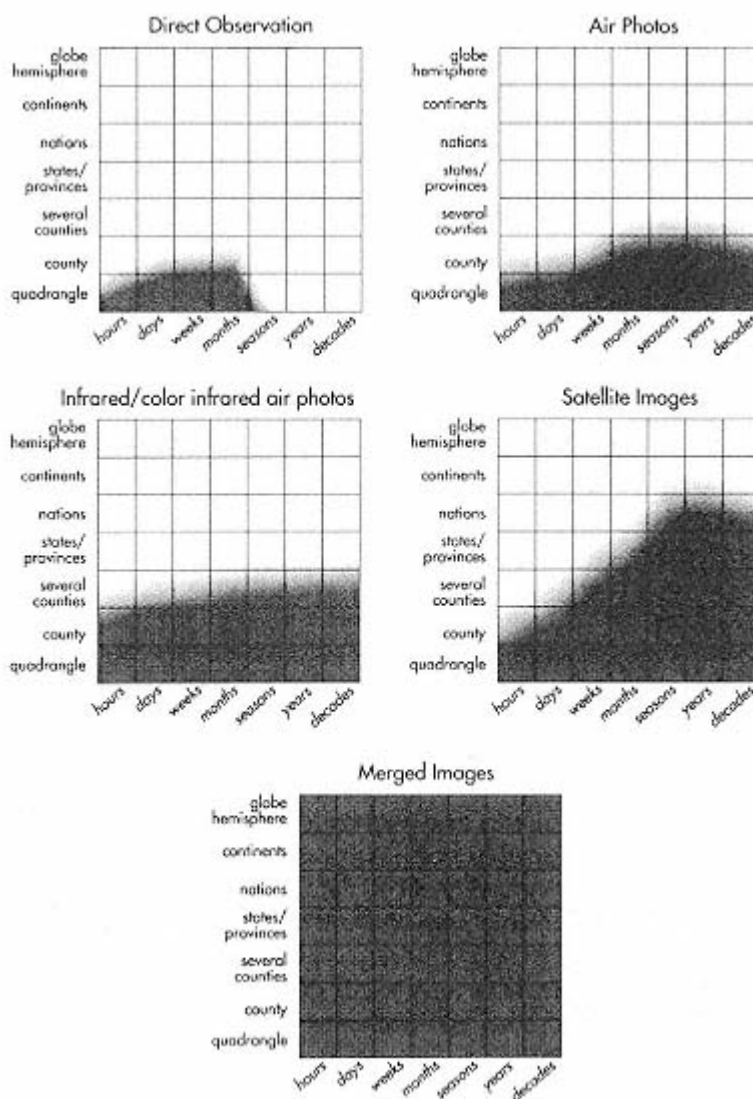 Direct Observation
globe
hemisphere
continents
nations
states/
provinces
several
counties
county
quadrangle
hours
days
weeks
months
seasons
years
decades
Air Photos
globe
hemisphere
continents
nations
states/
provinces
several
counties
county
quadrangle
hours
days
weeks
months
seasons
years
decades
Infrared/color infrared air photos
globe
hemisphere
continents
nations
states/
provinces
several
counties
county
quadrangle
hours
days
weeks
months
seasons
years
decades
Satellite Images
globe
hemisphere
continents
nations
states/
provinces
several
counties
county
quadrangle
hours
days
weeks
months
seasons
years
decades
Merged Images
globe
hemisphere
continents
nations
states/
provinces
several
counties
county
quadrangle
hours
days
weeks
months
seasons
years
decades